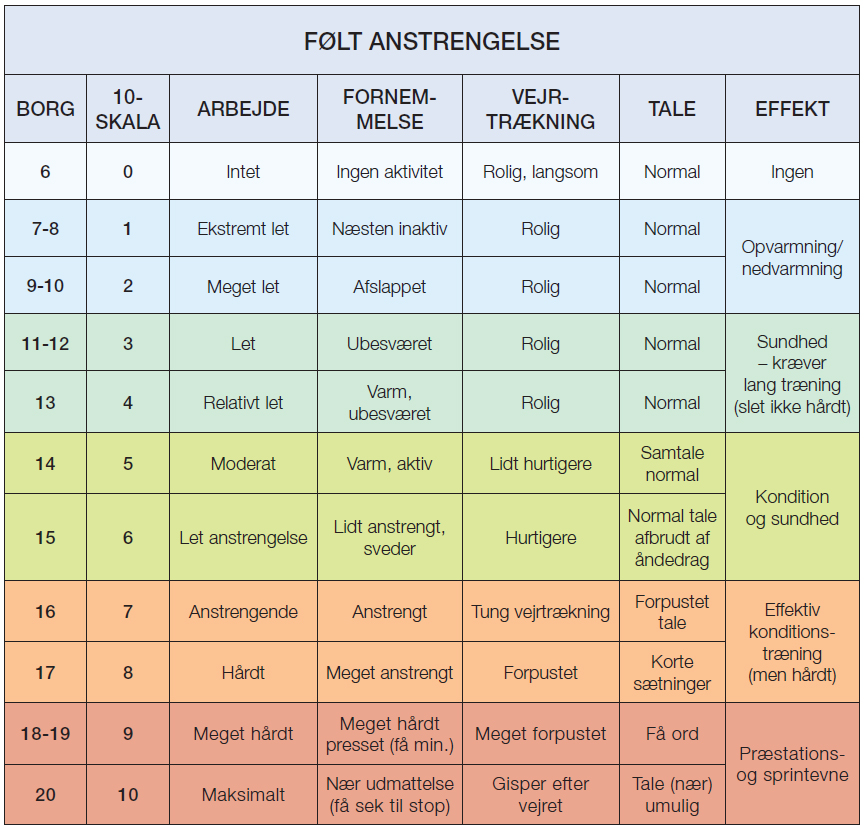 FØLT ANSTRENGELSE
BORG
10-
SKALA
ARBEJDE
FORNEM-
MELSE
VEJR-
TRÆKNING
TALE
EFFEKT
6
0
Intet
Ingen aktivitet
Rolig, langsom
Normal
Ingen
7-8
1
Ekstremt let
Næsten inaktiv
Rolig
Normal
Opvarmning/
nedvarmning
9-10
2
Meget let
Afslappet
Rolig
Normal
11-12
3
Let
Ubesværet
Rolig
Normal
Sundhed
– kræver
lang træning
(slet ikke hårdt)
13
4
Relativt let
Varm,
ubesværet
Rolig
Normal
14
5
Moderat
Varm, aktiv
Lidt hurtigere
Samtale
normal
Kondition
og sundhed
15
6
Let anstrengelse
Lidt anstrengt,
sveder
Hurtigere
Normal tale
afbrudt af
åndedrag
16
7
Anstrengende
Anstrengt
Tung vejrtrækning
Forpustet
tale
Effektiv
konditions-
træning
(men hårdt)
17
8
Hårdt
Meget anstrengt
Forpustet
Korte
sætninger
18-19
9
Meget hårdt
Meget hårdt
presset (få min.)
Meget forpustet
Få ord
Præstations-
og sprintevne
20
10
Maksimalt
Nær udmattelse
(få sek til stop)
Gisper efter
vejret
Tale (nær)
umulig